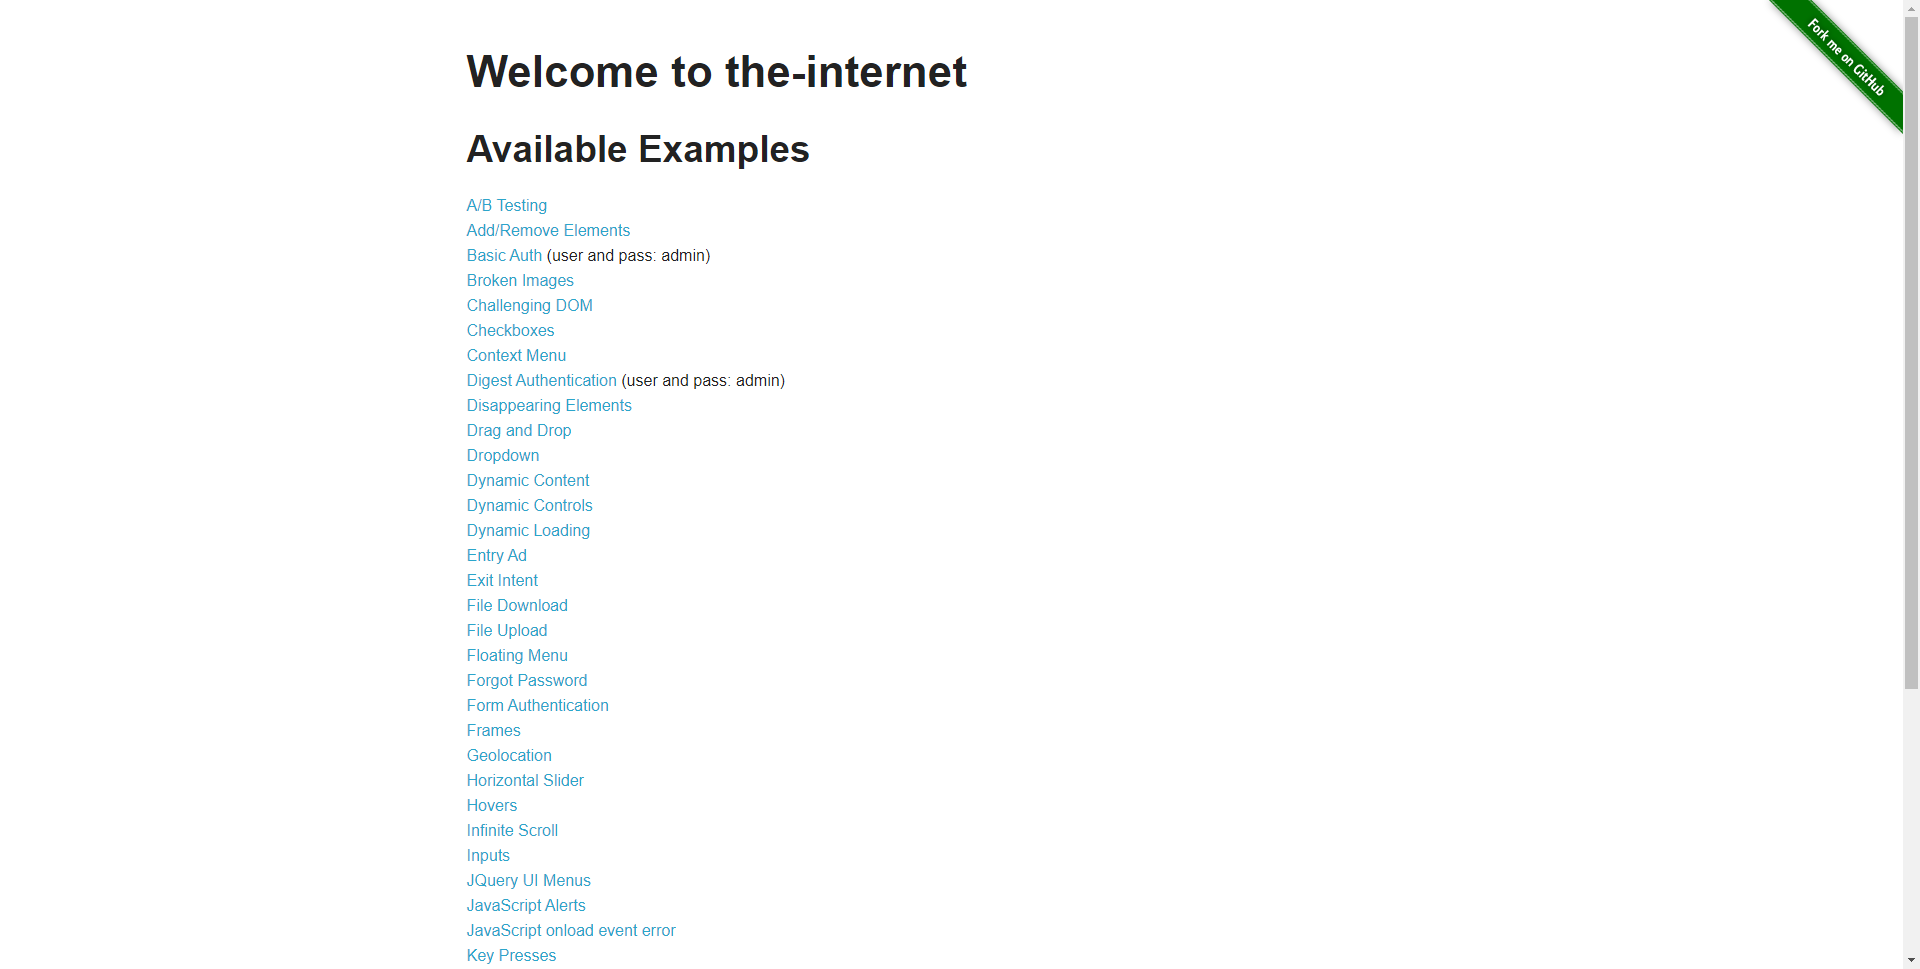 Fork me on GitHub
Welcome to the-internet
Available Examples
A/B Testing
Add/Remove Elements
Basic Auth (user and pass: admin)
Broken Images
Challenging DOM
Checkboxes
Context Menu
Digest Authentication (user and pass: admin)
Disappearing Elements
Drag and Drop
Dropdown
Dynamic Content
Dynamic Controls
Dynamic Loading
Entry Ad
Exit Intent
File Download
File Upload
Floating Menu
Forgot Password
Form Authentication
Frames
Geolocation
Horizontal Slider
Hovers
Infinite Scroll
Inputs
JQuery UI Menus
JavaScript Alerts
JavaScript onload event error
Key Presses